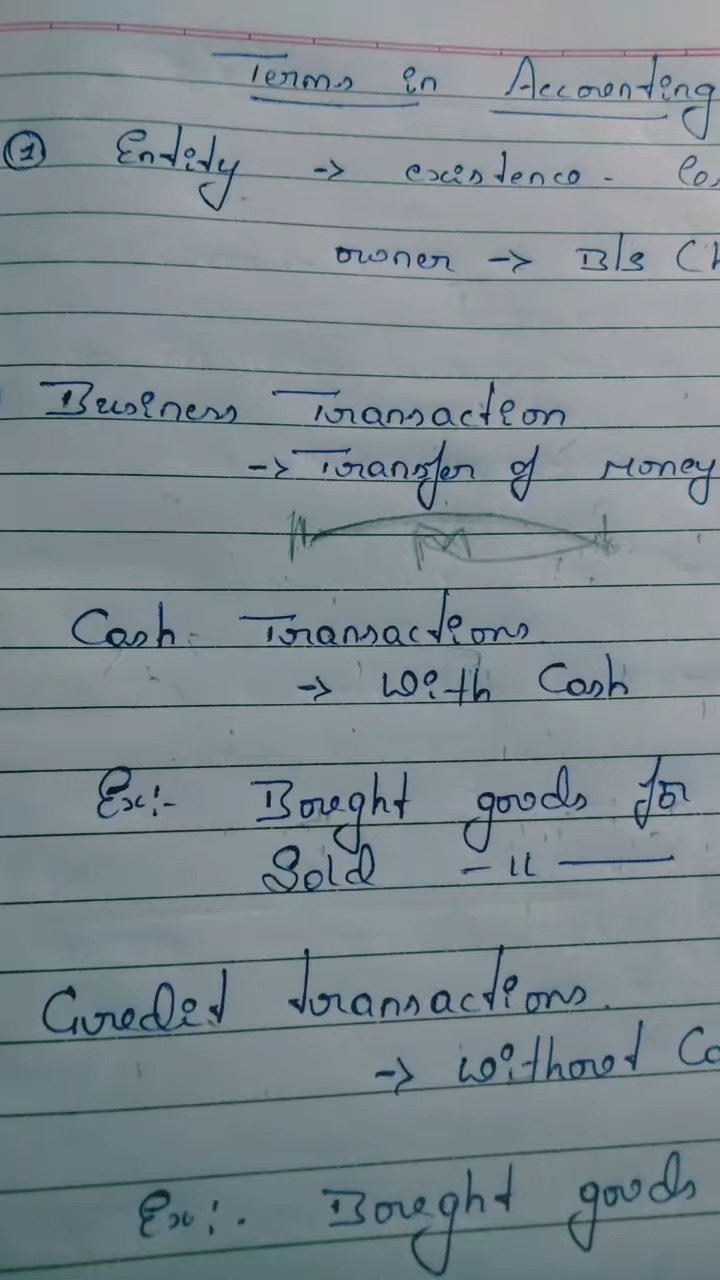 Terms in Accounting
① Entity -> existence -
owner -> B/s (
Business Transaction
-> Transfer of Money
Cash Transactions
-> With Cash
Ex:- Bought goods for
Sold -11-
Credit transactions.
-> Without
Ex:- Bought goods